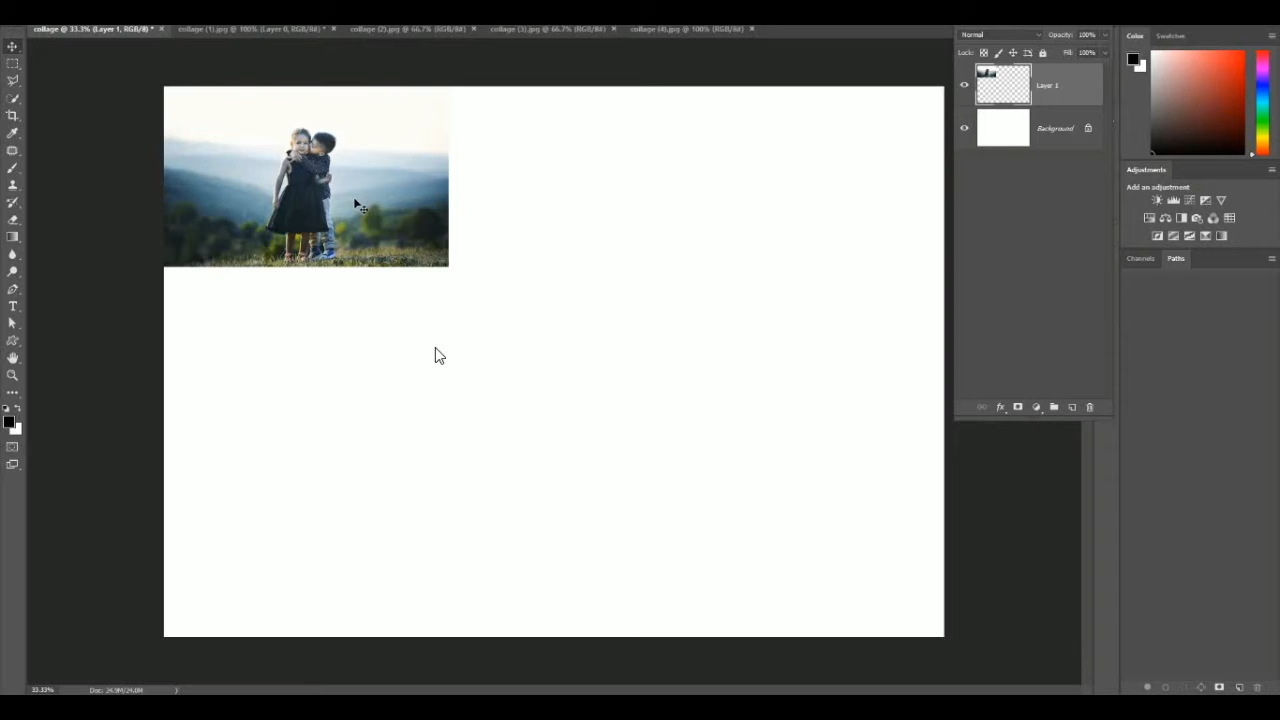 collage @ 33.3% (Layer 1, RGB/8) * ×
collage (1).jpg @ 100% (Layer 0, RGB/8#) * ×
collage (2).jpg @ 66.7% (RGB/8#) ×
collage (3).jpg @ 66.7% (RGB/8#) ×
collage (4).jpg @ 100% (RGB/8#) ×
Normal Opacity: 100%
Lock: Fill: 100%
Layer 1
Background
Color Swatches
Adjustments
Add an adjustment
Channels Paths
33.33% Doc: 24.9M/24.0M